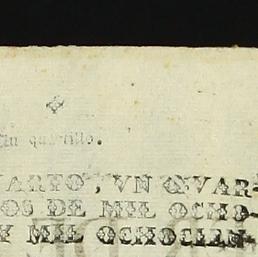 Un quartillo.
ARTO, VN QVAR-
OS DE MIL OCHO-
Y MIL OCHOCIEN-